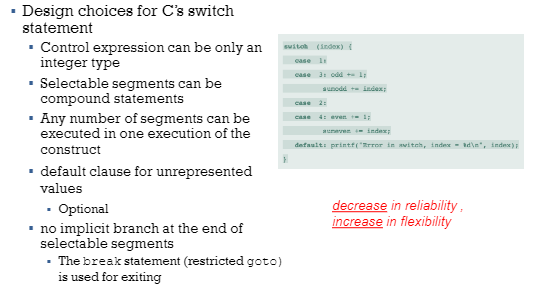 Design choices for C's switch
statement
Control expression can be only an
integer type
Selectable segments can be
compound statements
Any number of segments can be
executed in one execution of the
construct
default clause for unrepresented
values
Optional
no implicit branch at the end of
selectable segments
The break statement (restricted goto)
is used for exiting
switch (index) {
case 1:
case 3: odd += 1;
sumodd += index;
case 2:
case 4: even += 1;
sumeven += index;
default: printf("Error in switch, index = %d\n", index);
}
decrease in reliability ,
increase in flexibility